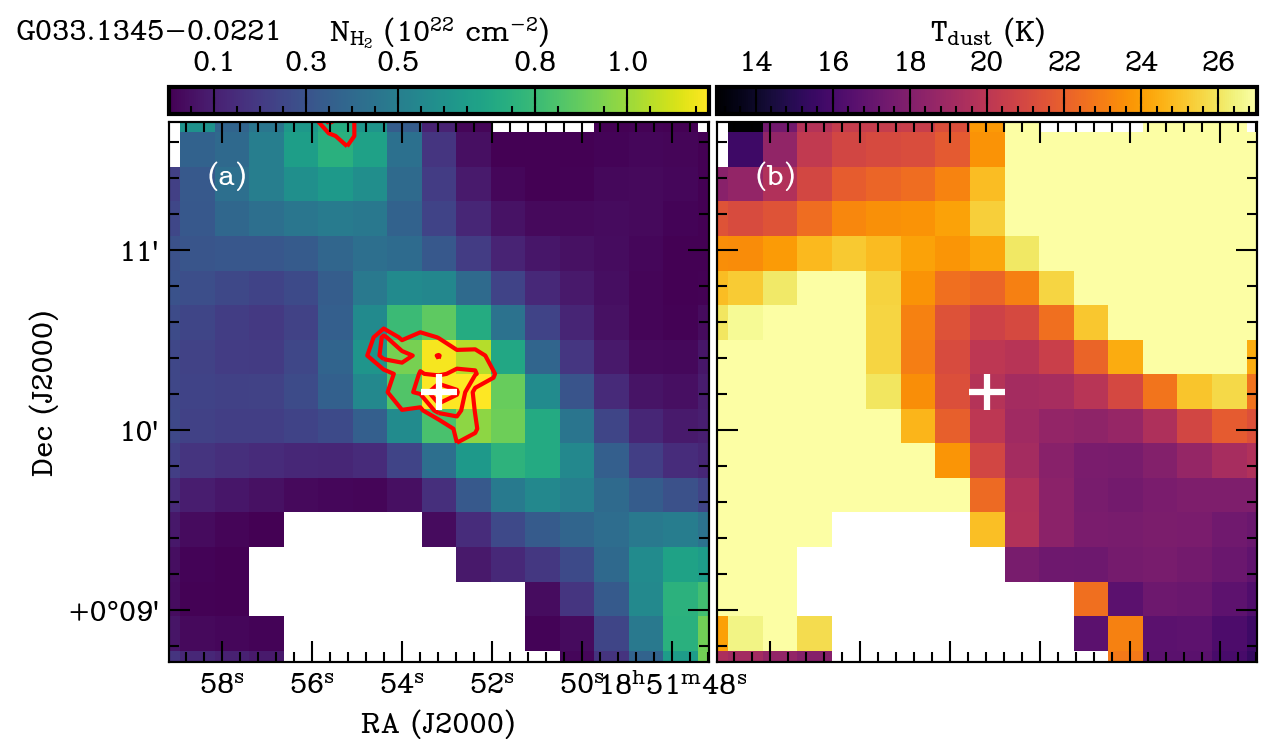 G033.1345−0.0221 N_H₂ (10²² cm⁻²) T_dust (K)
0.1 0.3 0.5 0.8 1.0 14 16 18 20 22 24 26
(a) (b)
11'
10'
+0°09'
Dec (J2000)
58ˢ 56ˢ 54ˢ 52ˢ 50ˢ 18ʰ51ᵐ48ˢ
RA (J2000)